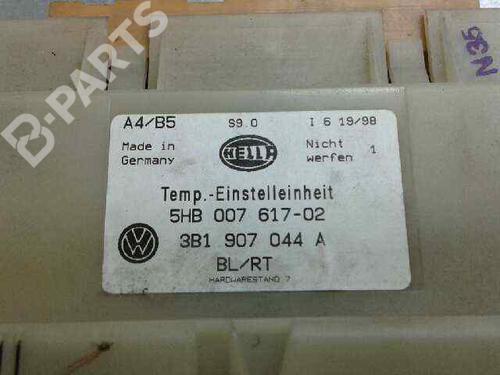 B-PARTS
N35
A4/B5 S9.0 I 6 19/98
Made in Germany
HELLA
Nicht werfen 1
Temp.-Einstelleinheit
5HB 007 617-02
VW
3B1 907 044 A
BL/RT
HARDWARESTAND 7